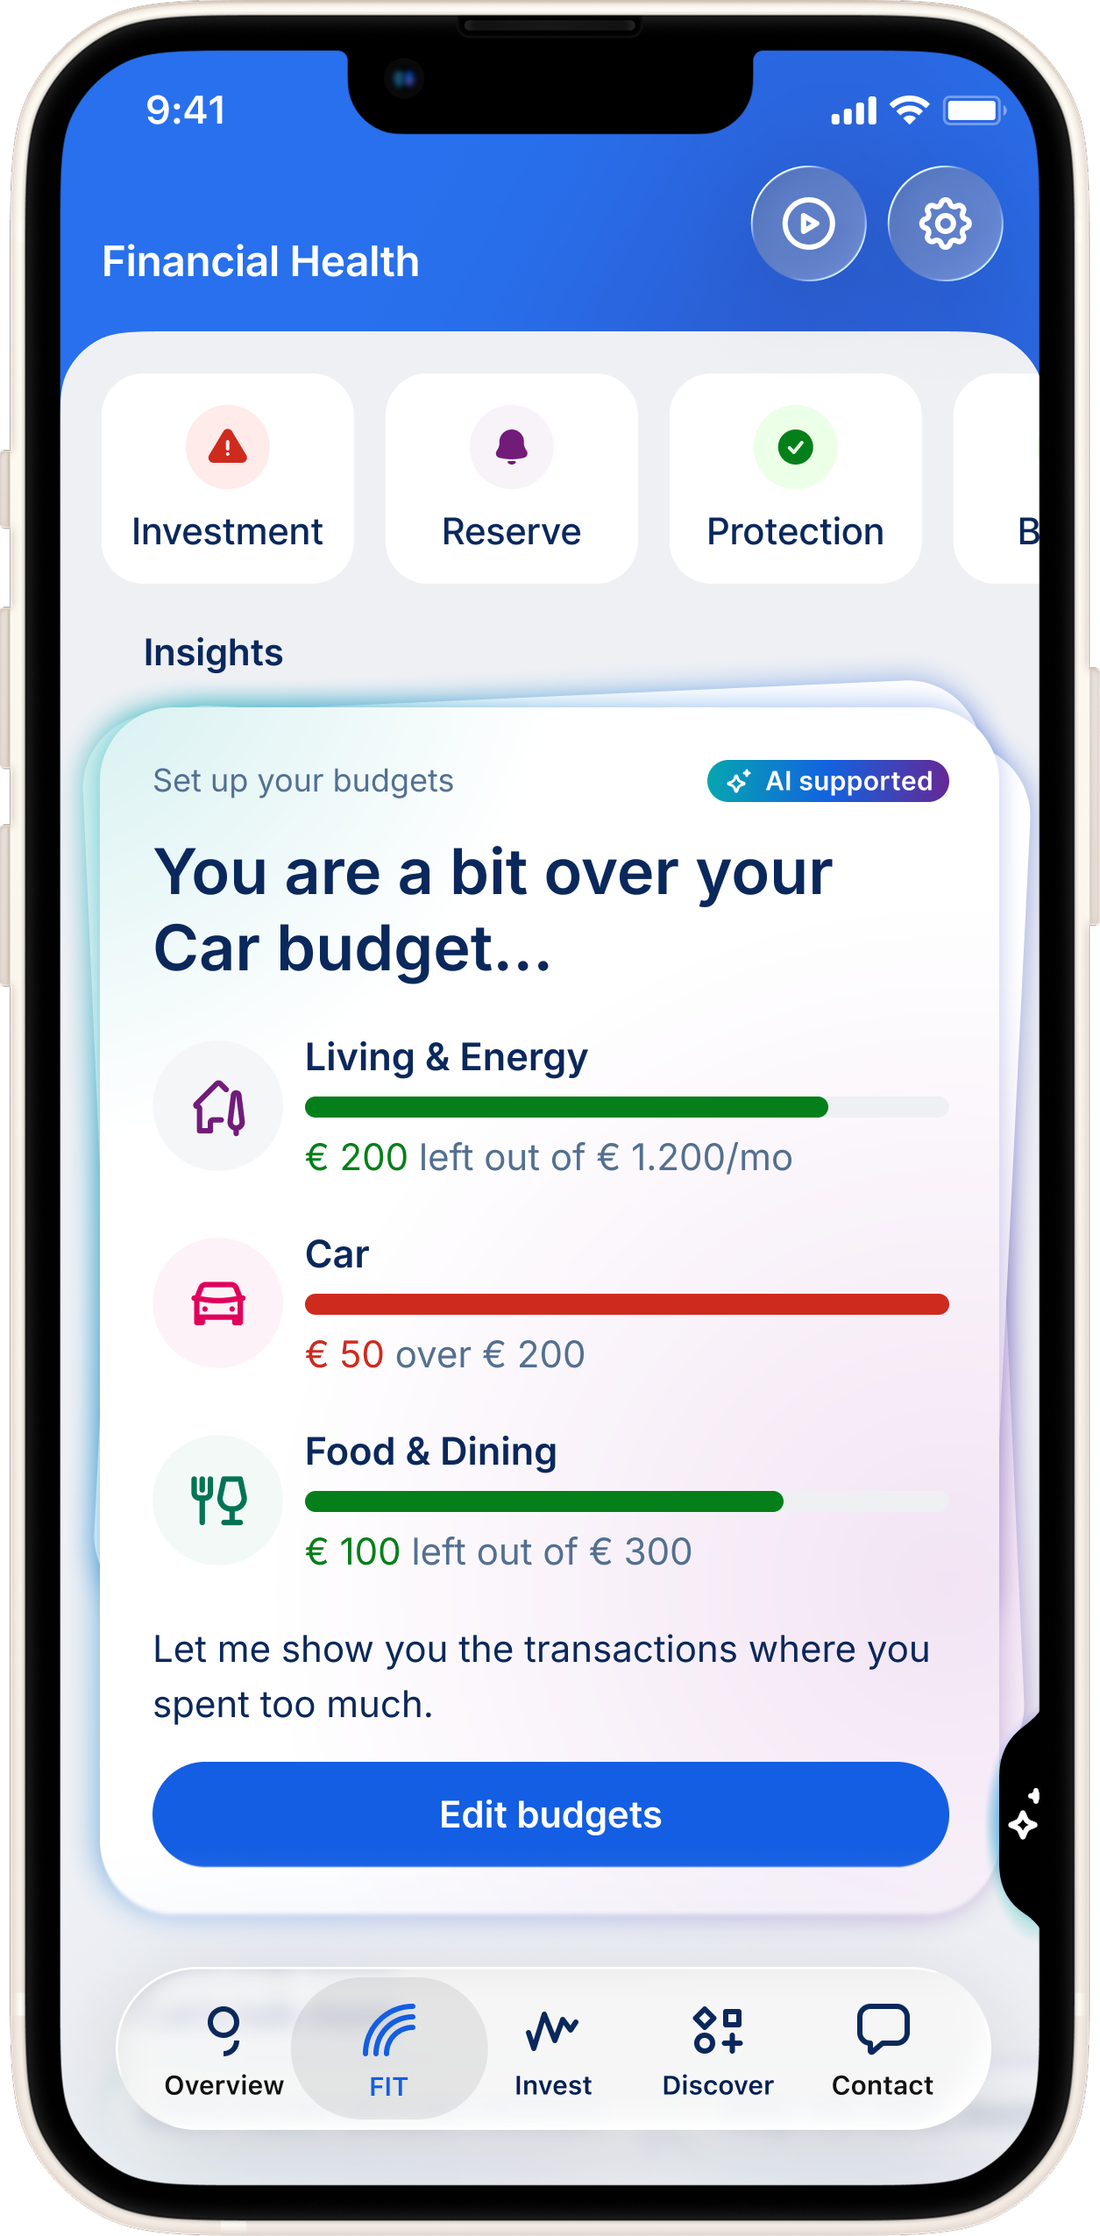 9:41
Financial Health
Investment
Reserve
Protection
Insights
Set up your budgets
AI supported
You are a bit over your
Car budget...
Living & Energy
€ 200 left out of € 1.200/mo
Car
€ 50 over € 200
Food & Dining
€ 100 left out of € 300
Let me show you the transactions where you
spent too much.
Edit budgets
Overview
FIT
Invest
Discover
Contact